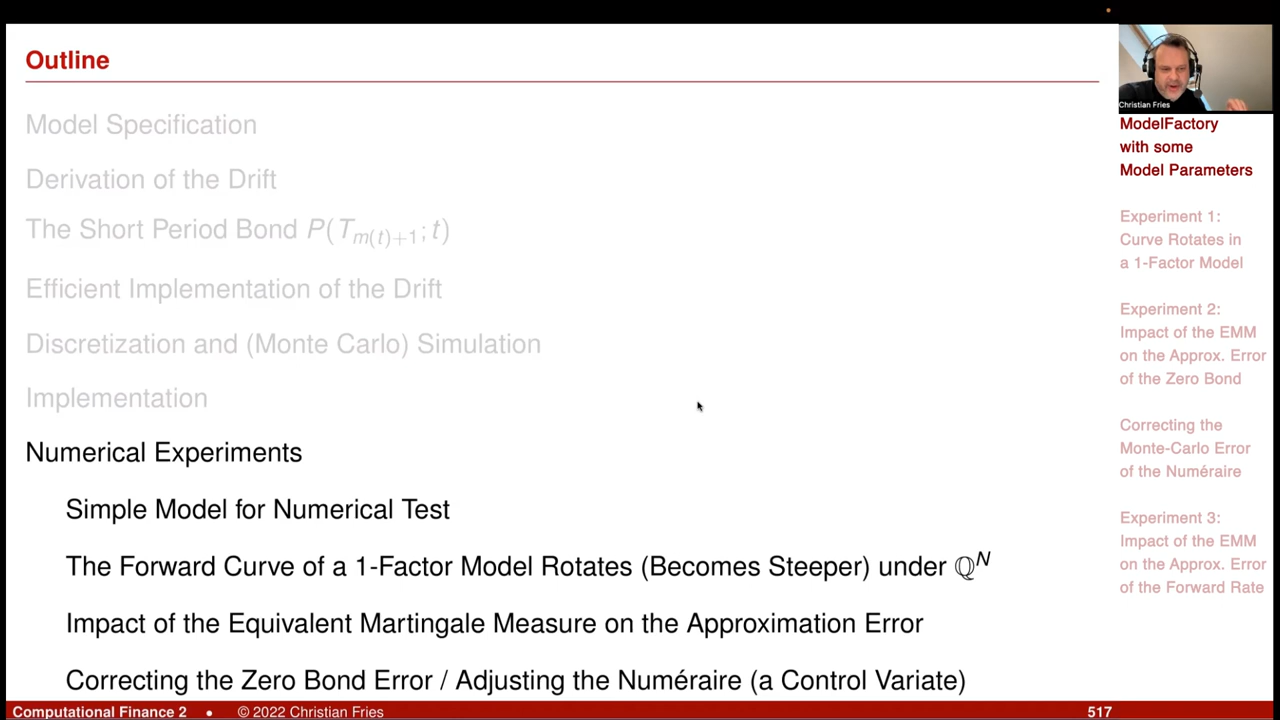 Outline
Model Specification
Derivation of the Drift
The Short Period Bond P(T_{m(t)+1}; t)
Efficient Implementation of the Drift
Discretization and (Monte Carlo) Simulation
Implementation
Numerical Experiments
Simple Model for Numerical Test
The Forward Curve of a 1-Factor Model Rotates (Becomes Steeper) under ℚ^N
Impact of the Equivalent Martingale Measure on the Approximation Error
Correcting the Zero Bond Error / Adjusting the Numéraire (a Control Variate)
Christian Fries
ModelFactory
with some
Model Parameters
Experiment 1:
Curve Rotates in
a 1-Factor Model
Experiment 2:
Impact of the EMM
on the Approx. Error
of the Zero Bond
Correcting the
Monte-Carlo Error
of the Numéraire
Experiment 3:
Impact of the EMM
on the Approx. Error
of the Forward Rate
Computational Finance 2 • © 2022 Christian Fries 517